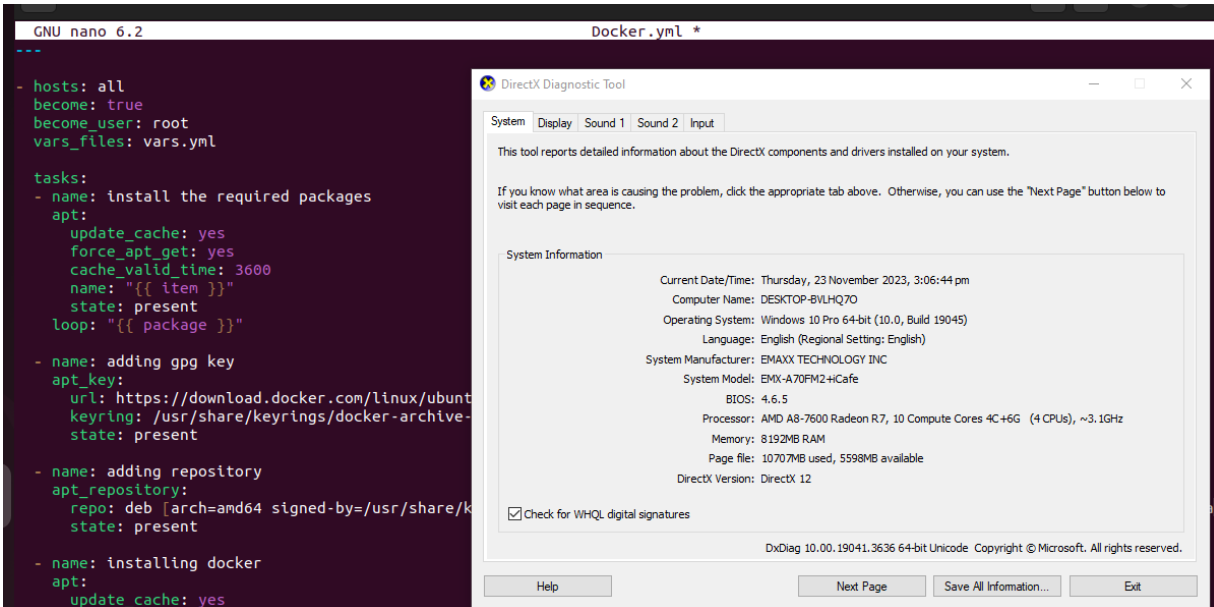 GNU nano 6.2 Docker.yml *
---
- hosts: all
become: true
become_user: root
vars_files: vars.yml
tasks:
- name: install the required packages
apt:
update_cache: yes
force_apt_get: yes
cache_valid_time: 3600
name: "{{ item }}"
state: present
loop: "{{ package }}"
- name: adding gpg key
apt_key:
url: https://download.docker.com/linux/ubunt
keyring: /usr/share/keyrings/docker-archive-
state: present
- name: adding repository
apt_repository:
repo: deb [arch=amd64 signed-by=/usr/share/k
state: present
- name: installing docker
apt:
update cache: yes
DirectX Diagnostic Tool
System Display Sound 1 Sound 2 Input
This tool reports detailed information about the DirectX components and drivers installed on your system.
If you know what area is causing the problem, click the appropriate tab above. Otherwise, you can use the "Next Page" button below to
visit each page in sequence.
System Information
Current Date/Time: Thursday, 23 November 2023, 3:06:44 pm
Computer Name: DESKTOP-BVLHQ7O
Operating System: Windows 10 Pro 64-bit (10.0, Build 19045)
Language: English (Regional Setting: English)
System Manufacturer: EMAXX TECHNOLOGY INC
System Model: EMX-A70FM2+iCafe
BIOS: 4.6.5
Processor: AMD A8-7600 Radeon R7, 10 Compute Cores 4C+6G (4 CPUs), ~3.1GHz
Memory: 8192MB RAM
Page file: 10707MB used, 5598MB available
DirectX Version: DirectX 12
Check for WHQL digital signatures
DxDiag 10.00.19041.3636 64-bit Unicode Copyright © Microsoft. All rights reserved.
Help Next Page Save All Information... Exit